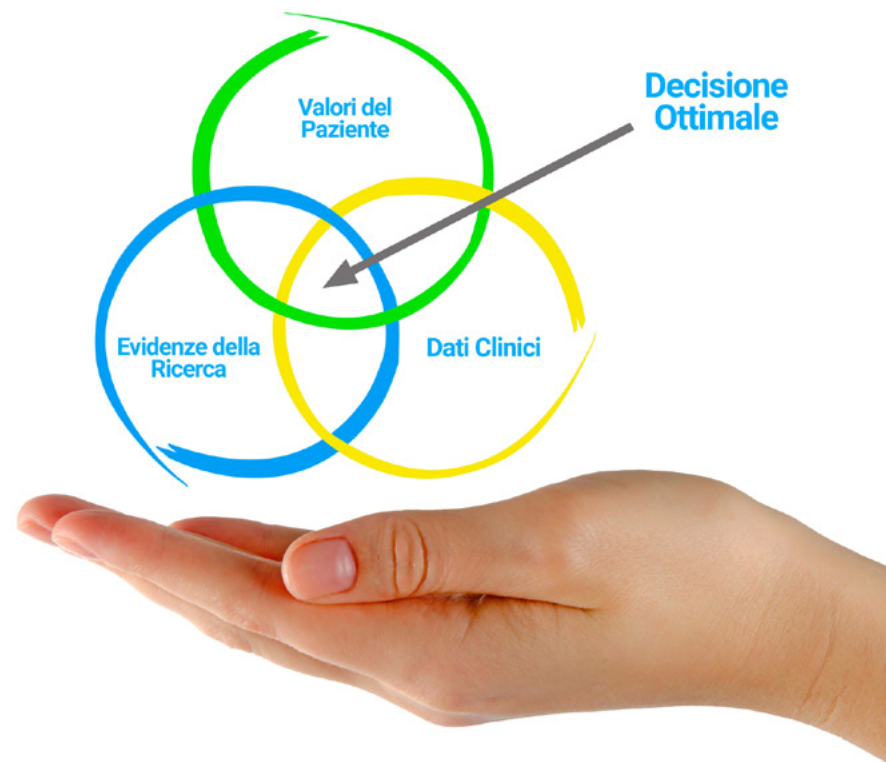 Valori del
Paziente
Decisione
Ottimale
Evidenze della
Ricerca
Dati Clinici